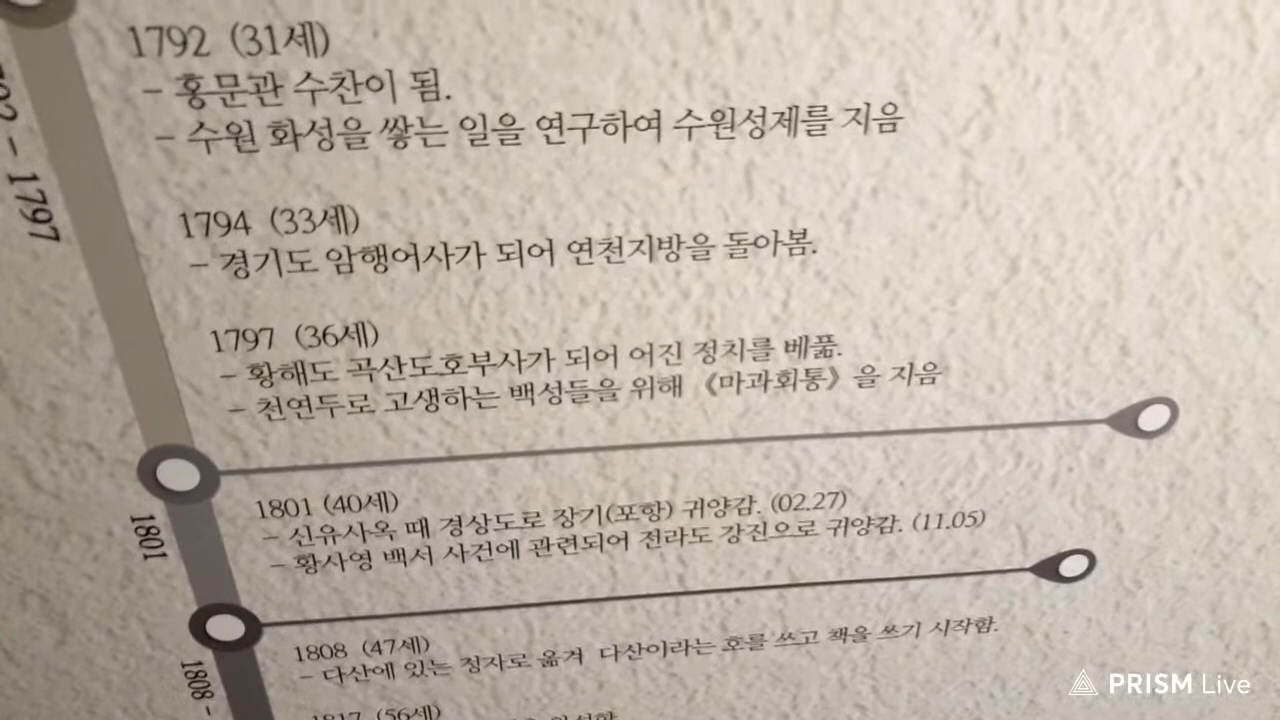 1792 (31세)
- 홍문관 수찬이 됨.
- 수원 화성을 쌓는 일을 연구하여 수원성제를 지음
1794 (33세)
- 경기도 암행어사가 되어 연천지방을 돌아봄.
1797 (36세)
- 황해도 곡산도호부사가 되어 어진 정치를 베풂.
- 천연두로 고생하는 백성들을 위해 《마과회통》을 지음
- 1797
1801
1801 (40세)
- 신유사옥 때 경상도로 장기(포항) 귀양감. (02.27)
- 황사영 백서 사건에 관련되어 전라도 강진으로 귀양감. (11.05)
1808 -
1808 (47세)
- 다산에 있는 정자로 옮겨 다산이라는 호를 쓰고 책을 쓰기 시작함.
1817 (56세)
PRISM Live